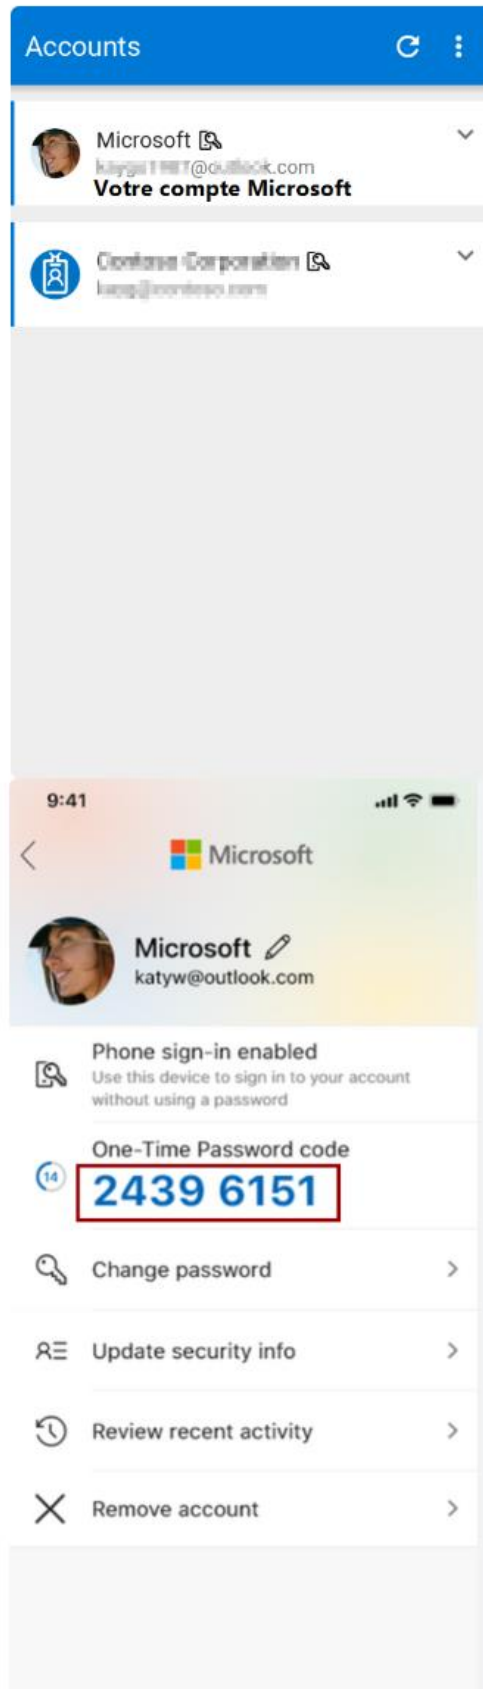 Accounts
Microsoft
.com
Votre compte Microsoft
9:41
Microsoft
Microsoft
katyw@outlook.com
Phone sign-in enabled
Use this device to sign in to your account
without using a password
One-Time Password code
14
2439 6151
Change password
Update security info
Review recent activity
Remove account